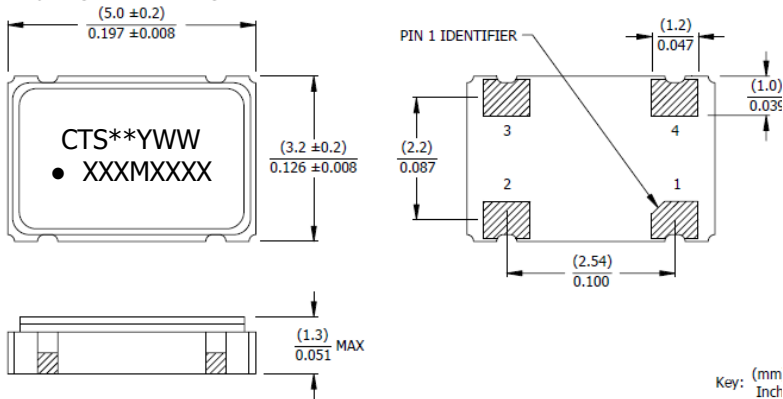 (5.0 ±0.2)
0.197 ±0.008
CTS**YWW
● XXXMXXXX
(3.2 ±0.2)
0.126 ±0.008
(1.3)
0.051 MAX
PIN 1 IDENTIFIER
(1.2)
0.047
(1.0)
0.039
(2.2)
0.087
3
4
2
1
(2.54)
0.100
Key: (mm
Inch